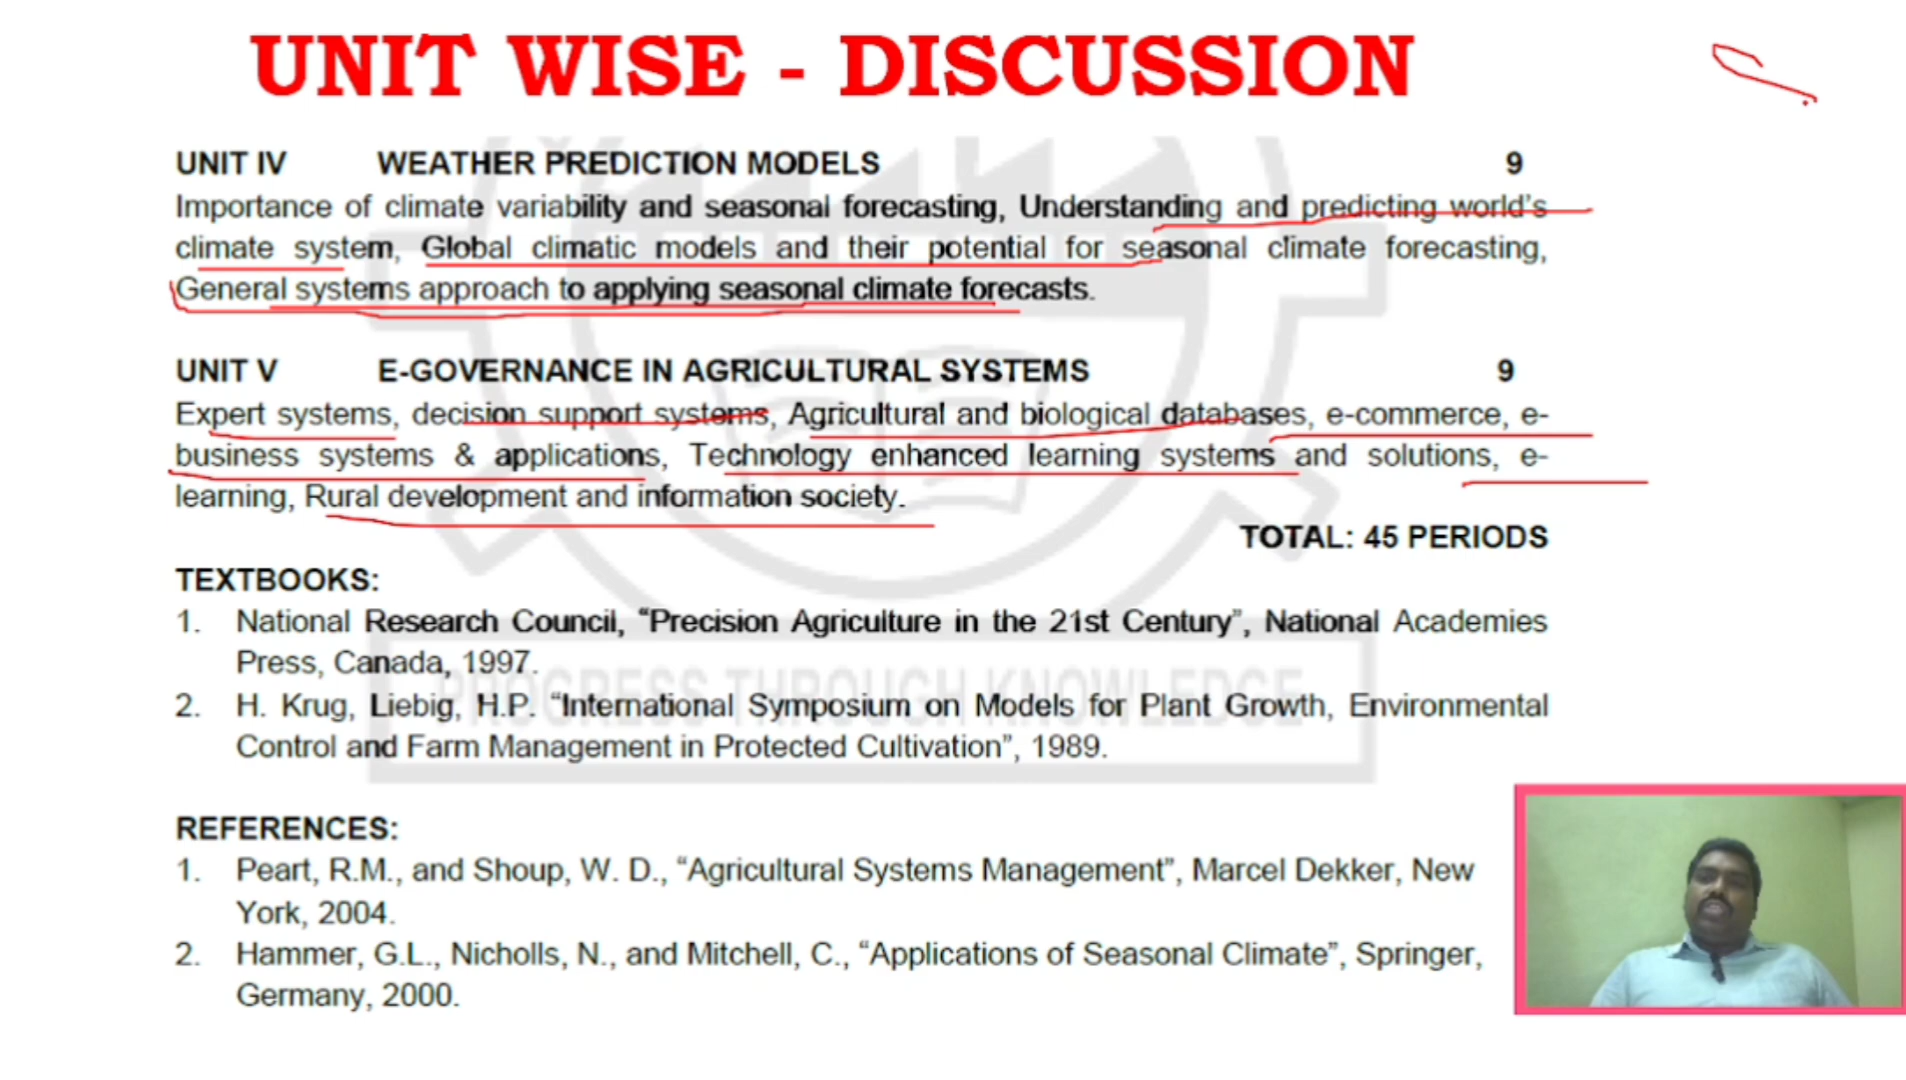 UNIT WISE - DISCUSSION
UNIT IV WEATHER PREDICTION MODELS 9
Importance of climate variability and seasonal forecasting, Understanding and predicting world's
climate system, Global climatic models and their potential for seasonal climate forecasting,
General systems approach to applying seasonal climate forecasts.
UNIT V E-GOVERNANCE IN AGRICULTURAL SYSTEMS 9
Expert systems, decision support systems, Agricultural and biological databases, e-commerce, e-
business systems & applications, Technology enhanced learning systems and solutions, e-
learning, Rural development and information society.
TOTAL: 45 PERIODS
TEXTBOOKS:
1. National Research Council, “Precision Agriculture in the 21st Century”, National Academies
Press, Canada, 1997.
PROGRESS THROUGH KNOWLEDGE
2. H. Krug, Liebig, H.P. “International Symposium on Models for Plant Growth, Environmental
Control and Farm Management in Protected Cultivation”, 1989.
REFERENCES:
1. Peart, R.M., and Shoup, W. D., “Agricultural Systems Management”, Marcel Dekker, New
York, 2004.
2. Hammer, G.L., Nicholls, N., and Mitchell, C., “Applications of Seasonal Climate”, Springer,
Germany, 2000.